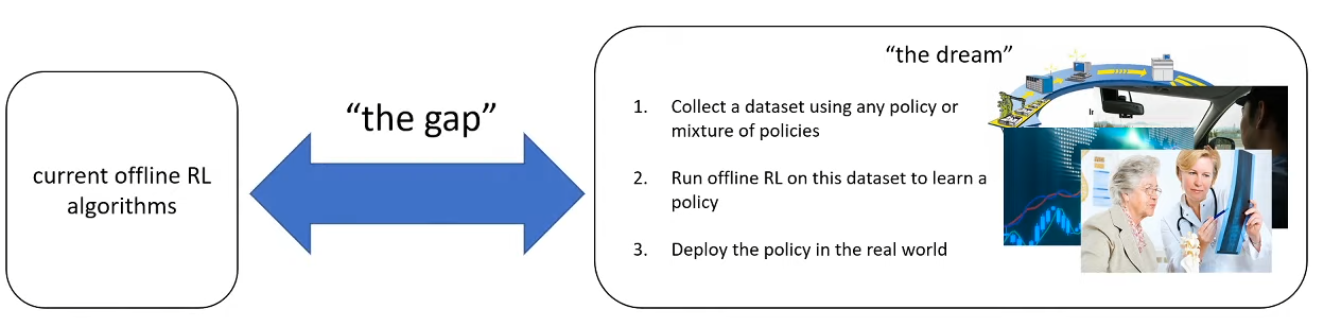 "the dream"
"the gap"
current offline RL
algorithms
1. Collect a dataset using any policy or
mixture of policies
2. Run offline RL on this dataset to learn a
policy
3. Deploy the policy in the real world